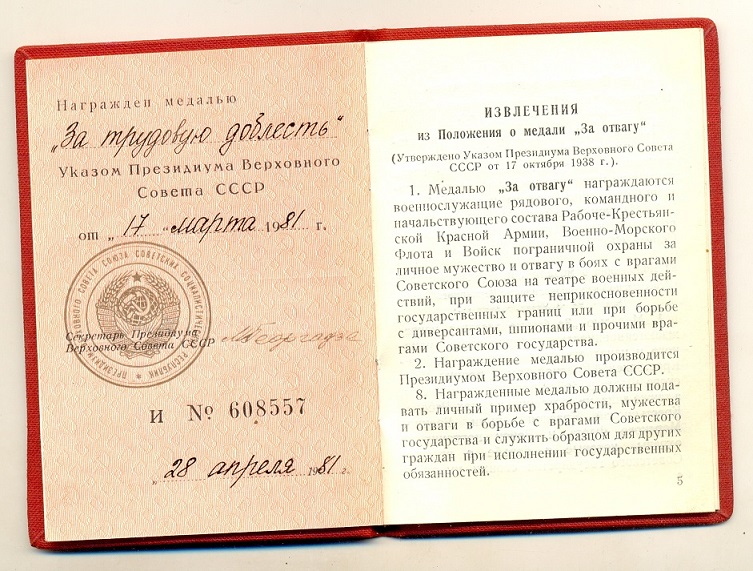 Награжден медалью
„За трудовую доблесть“
Указом Президиума Верховного
Совета СССР
от „17“ марта 1981 г.
Секретарь Президиума
Верховного Совета СССР
МГеоргадзе
И № 608557
„28 апреля 1981 г.
ИЗВЛЕЧЕНИЯ
из Положения о медали „За отвагу“
(Утверждено Указом Президиума Верховного Совета
СССР от 17 октября 1938 г.).
1. Медалью „За отвагу“ награждаются
военнослужащие рядового, командного и
начальствующего состава Рабоче-Крестьян-
ской Красной Армии, Военно-Морского
Флота и Войск пограничной охраны за
личное мужество и отвагу в боях с врагами
Советского Союза на театре военных дей-
ствий, при защите неприкосновенности
государственных границ или при борьбе
с диверсантами, шпионами и прочими вра-
гами Советского государства.
2. Награждение медалью производится
Президиумом Верховного Совета СССР.
8. Награжденные медалью должны пода-
вать личный пример храбрости, мужества
и отваги в борьбе с врагами Советского
государства и служить образцом для других
граждан при исполнении государственных
обязанностей.
5